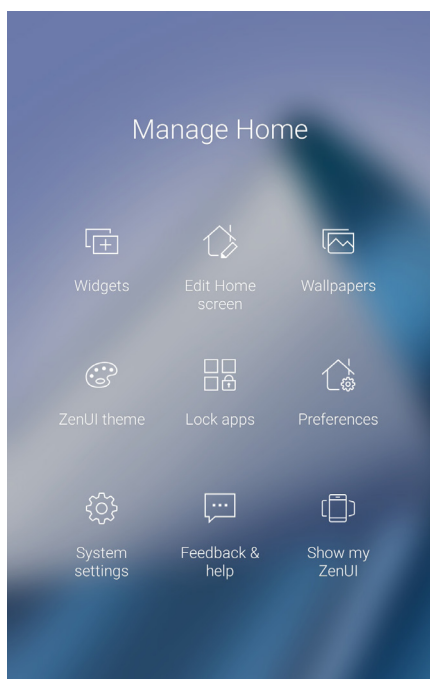 Manage Home
Widgets
Edit Home
screen
Wallpapers
ZenUI theme
Lock apps
Preferences
System
settings
Feedback &
help
Show my
ZenUI